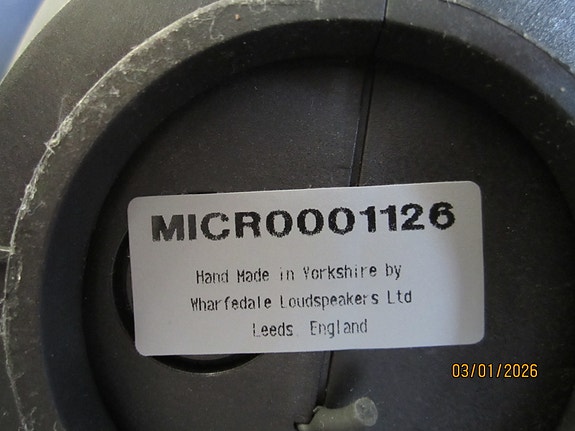 MICRO001126
Hand Made in Yorkshire by
Wharfedale Loudspeakers Ltd
Leeds. England
03/01/2026